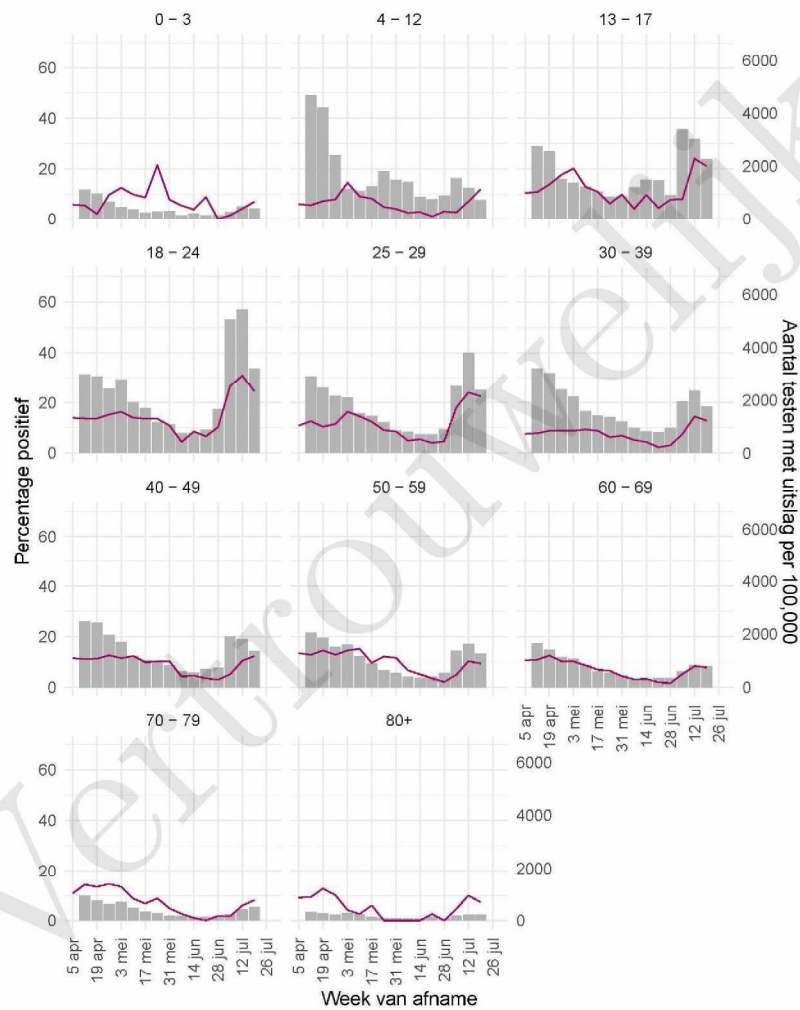 0 – 3
4 – 12
13 – 17
60
40
20
0
6000
4000
2000
0
18 – 24
25 – 29
30 – 39
60
40
20
0
6000
4000
2000
0
40 – 49
50 – 59
60 – 69
60
40
20
0
6000
4000
2000
0
5 apr
19 apr
3 mei
17 mei
31 mei
14 jun
28 jun
12 jul
26 jul
70 – 79
80+
60
40
20
0
6000
4000
2000
0
5 apr
19 apr
3 mei
17 mei
31 mei
14 jun
28 jun
12 jul
26 jul
5 apr
19 apr
3 mei
17 mei
31 mei
14 jun
28 jun
12 jul
26 jul
Week van afname
Percentage positief
Aantal testen met uitslag per 100,000
Vertrouwelijk